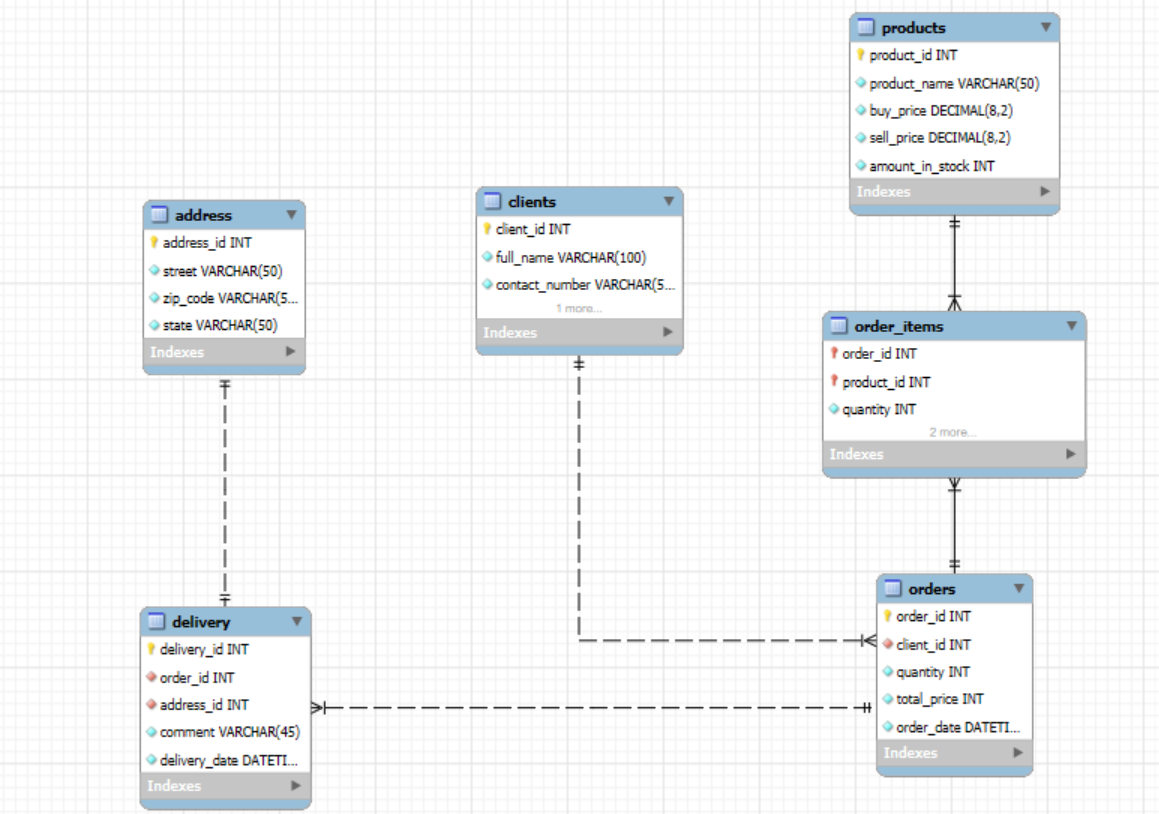 products
product_id INT
product_name VARCHAR(50)
buy_price DECIMAL(8,2)
sell_price DECIMAL(8,2)
amount_in_stock INT
Indexes
address
address_id INT
street VARCHAR(50)
zip_code VARCHAR(5...
state VARCHAR(50)
Indexes
clients
client_id INT
full_name VARCHAR(100)
contact_number VARCHAR(5...
1 more...
Indexes
order_items
order_id INT
product_id INT
quantity INT
2 more...
Indexes
delivery
delivery_id INT
order_id INT
address_id INT
comment VARCHAR(45)
delivery_date DATETI...
Indexes
orders
order_id INT
client_id INT
quantity INT
total_price INT
order_date DATETI...
Indexes